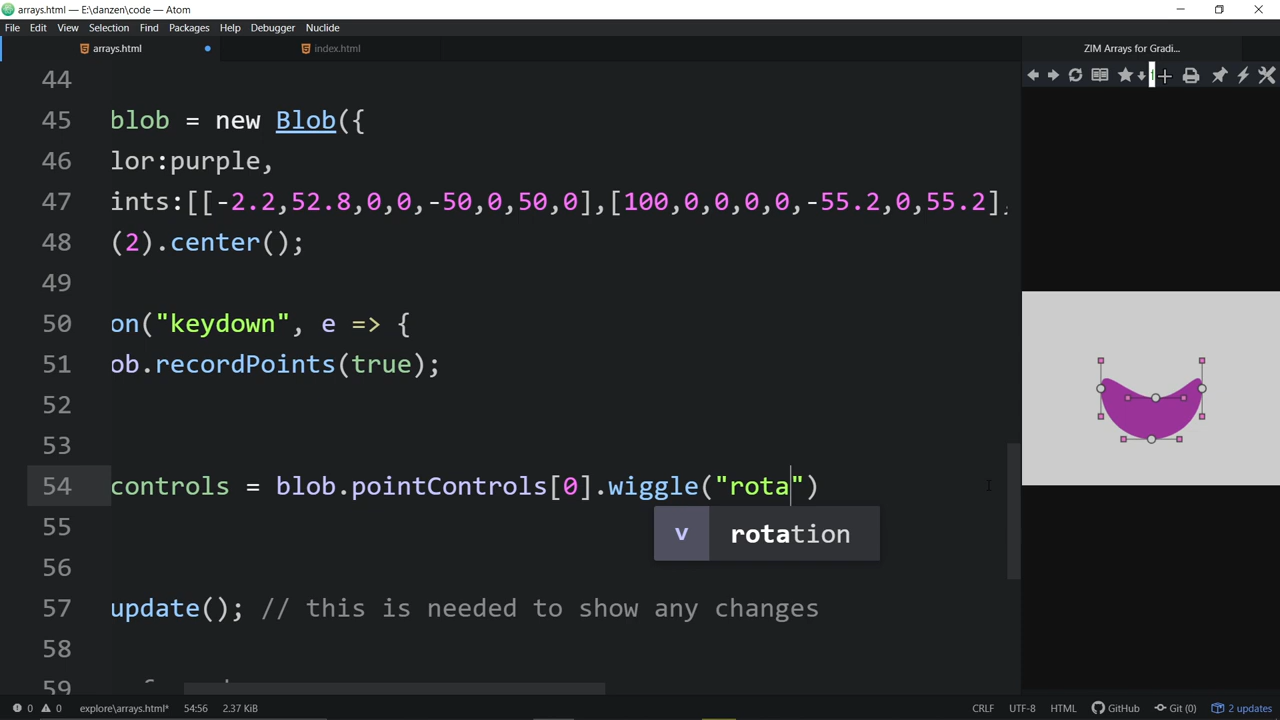 arrays.html — E:\danzen\code — Atom
File Edit View Selection Find Packages Help Debugger Nuclide
arrays.html index.html ZIM Arrays for Gradi...
44
45 blob = new Blob({
46 lor:purple,
47 ints:[[-2.2,52.8,0,0,-50,0,50,0],[100,0,0,0,0,-55.2,0,55.2],
48 (2).center();
49
50 on("keydown", e => {
51 ob.recordPoints(true);
52
53
54 controls = blob.pointControls[0].wiggle("rota")
v rotation
55
56
57 update(); // this is needed to show any changes
58
59
0 0 explore\arrays.html* 54:56 2.37 KiB CRLF UTF-8 HTML GitHub Git (0) 2 updates